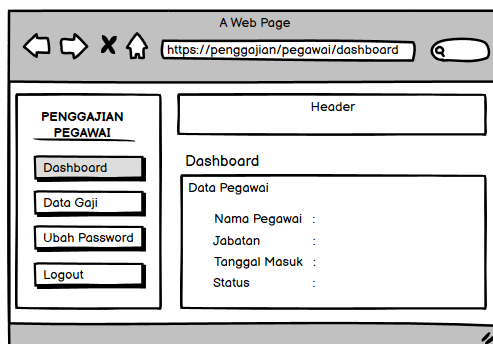 A Web Page
https://penggajian/pegawai/dashboard
PENGGAJIAN
PEGAWAI
Dashboard
Data Gaji
Ubah Password
Logout
Header
Dashboard
Data Pegawai
Nama Pegawai :
Jabatan :
Tanggal Masuk :
Status :